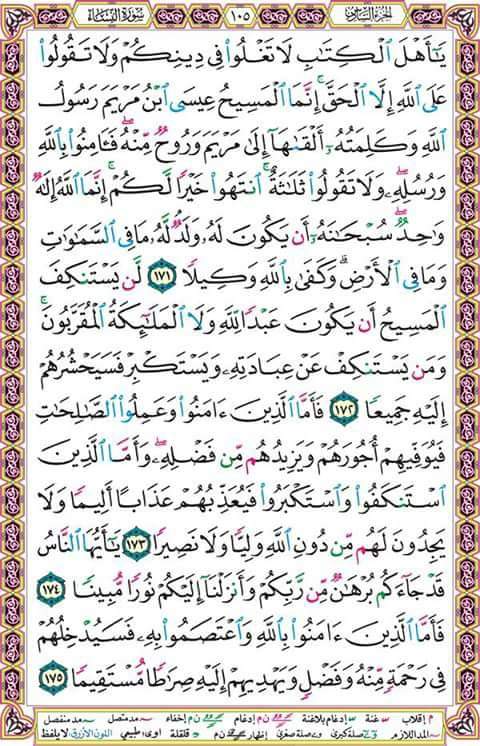 الجزء السادس ١٠٥ سورة النساء
يَٰٓأَهْلَ ٱلْكِتَٰبِ لَا تَغْلُوا۟ فِى دِينِكُمْ وَلَا تَقُولُوا۟
عَلَى ٱللَّهِ إِلَّا ٱلْحَقَّ ۚ إِنَّمَا ٱلْمَسِيحُ عِيسَى ٱبْنُ مَرْيَمَ رَسُولُ
ٱللَّهِ وَكَلِمَتُهُۥٓ أَلْقَىٰهَآ إِلَىٰ مَرْيَمَ وَرُوحٌ مِّنْهُ ۖ فَـَٔامِنُوا۟ بِٱللَّهِ
وَرُسُلِهِۦ ۖ وَلَا تَقُولُوا۟ ثَلَٰثَةٌ ۚ ٱنتَهُوا۟ خَيْرًا لَّكُمْ ۚ إِنَّمَا ٱللَّهُ إِلَٰهٌ
وَٰحِدٌ ۖ سُبْحَٰنَهُۥٓ أَن يَكُونَ لَهُۥ وَلَدٌ ۘ لَّهُۥ مَا فِى ٱلسَّمَٰوَٰتِ
وَمَا فِى ٱلْأَرْضِ ۗ وَكَفَىٰ بِٱللَّهِ وَكِيلًا ١٧١ لَّن يَسْتَنكِفَ
ٱلْمَسِيحُ أَن يَكُونَ عَبْدًا لِّلَّهِ وَلَا ٱلْمَلَٰٓئِكَةُ ٱلْمُقَرَّبُونَ ۚ
وَمَن يَسْتَنكِفْ عَنْ عِبَادَتِهِۦ وَيَسْتَكْبِرْ فَسَيَحْشُرُهُمْ
إِلَيْهِ جَمِيعًا ١٧٢ فَأَمَّا ٱلَّذِينَ ءَامَنُوا۟ وَعَمِلُوا۟ ٱلصَّٰلِحَٰتِ
فَيُوَفِّيهِمْ أُجُورَهُمْ وَيَزِيدُهُم مِّن فَضْلِهِۦ ۖ وَأَمَّا ٱلَّذِينَ
ٱسْتَنكَفُوا۟ وَٱسْتَكْبَرُوا۟ فَيُعَذِّبُهُمْ عَذَابًا أَلِيمًا وَلَا
يَجِدُونَ لَهُم مِّن دُونِ ٱللَّهِ وَلِيًّا وَلَا نَصِيرًا ١٧٣ يَٰٓأَيُّهَا ٱلنَّاسُ
قَدْ جَآءَكُم بُرْهَٰنٌ مِّن رَّبِّكُمْ وَأَنزَلْنَآ إِلَيْكُمْ نُورًا مُّبِينًا ١٧٤
فَأَمَّا ٱلَّذِينَ ءَامَنُوا۟ بِٱللَّهِ وَٱعْتَصَمُوا۟ بِهِۦ فَسَيُدْخِلُهُمْ
فِى رَحْمَةٍ مِّنْهُ وَفَضْلٍ وَيَهْدِيهِمْ إِلَيْهِ صِرَٰطًا مُّسْتَقِيمًا ١٧٥
م إقلاب غنة إدغام بلاغنة ن م إدغام ن م إخفاء مد متصل مد منفصل
المد اللازم صلة كبرى صلة صغرى إظهار ن م قلقلة اوى: طبيعي اللون الأزرق لا يلفظ